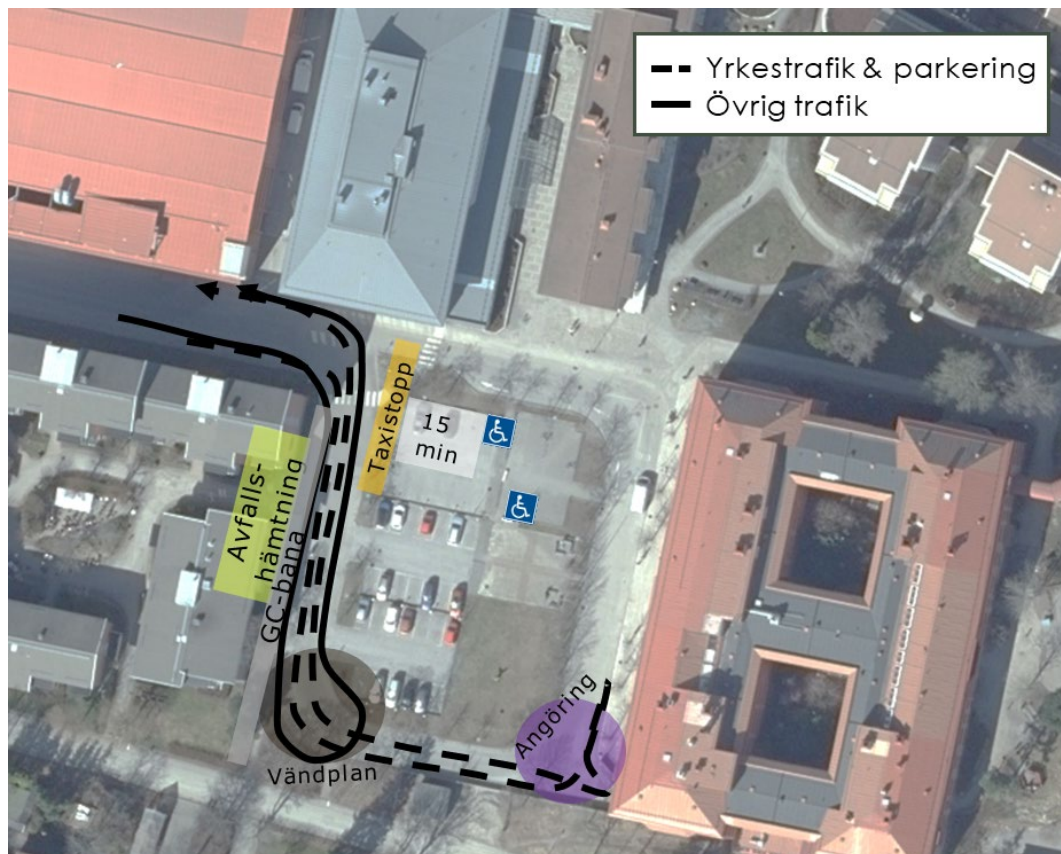 Yrkestrafik & parkering
Övrig trafik
Taxistopp
15
min
Avfalls-
hämtning
GC-bana
Angöring
Vändplan